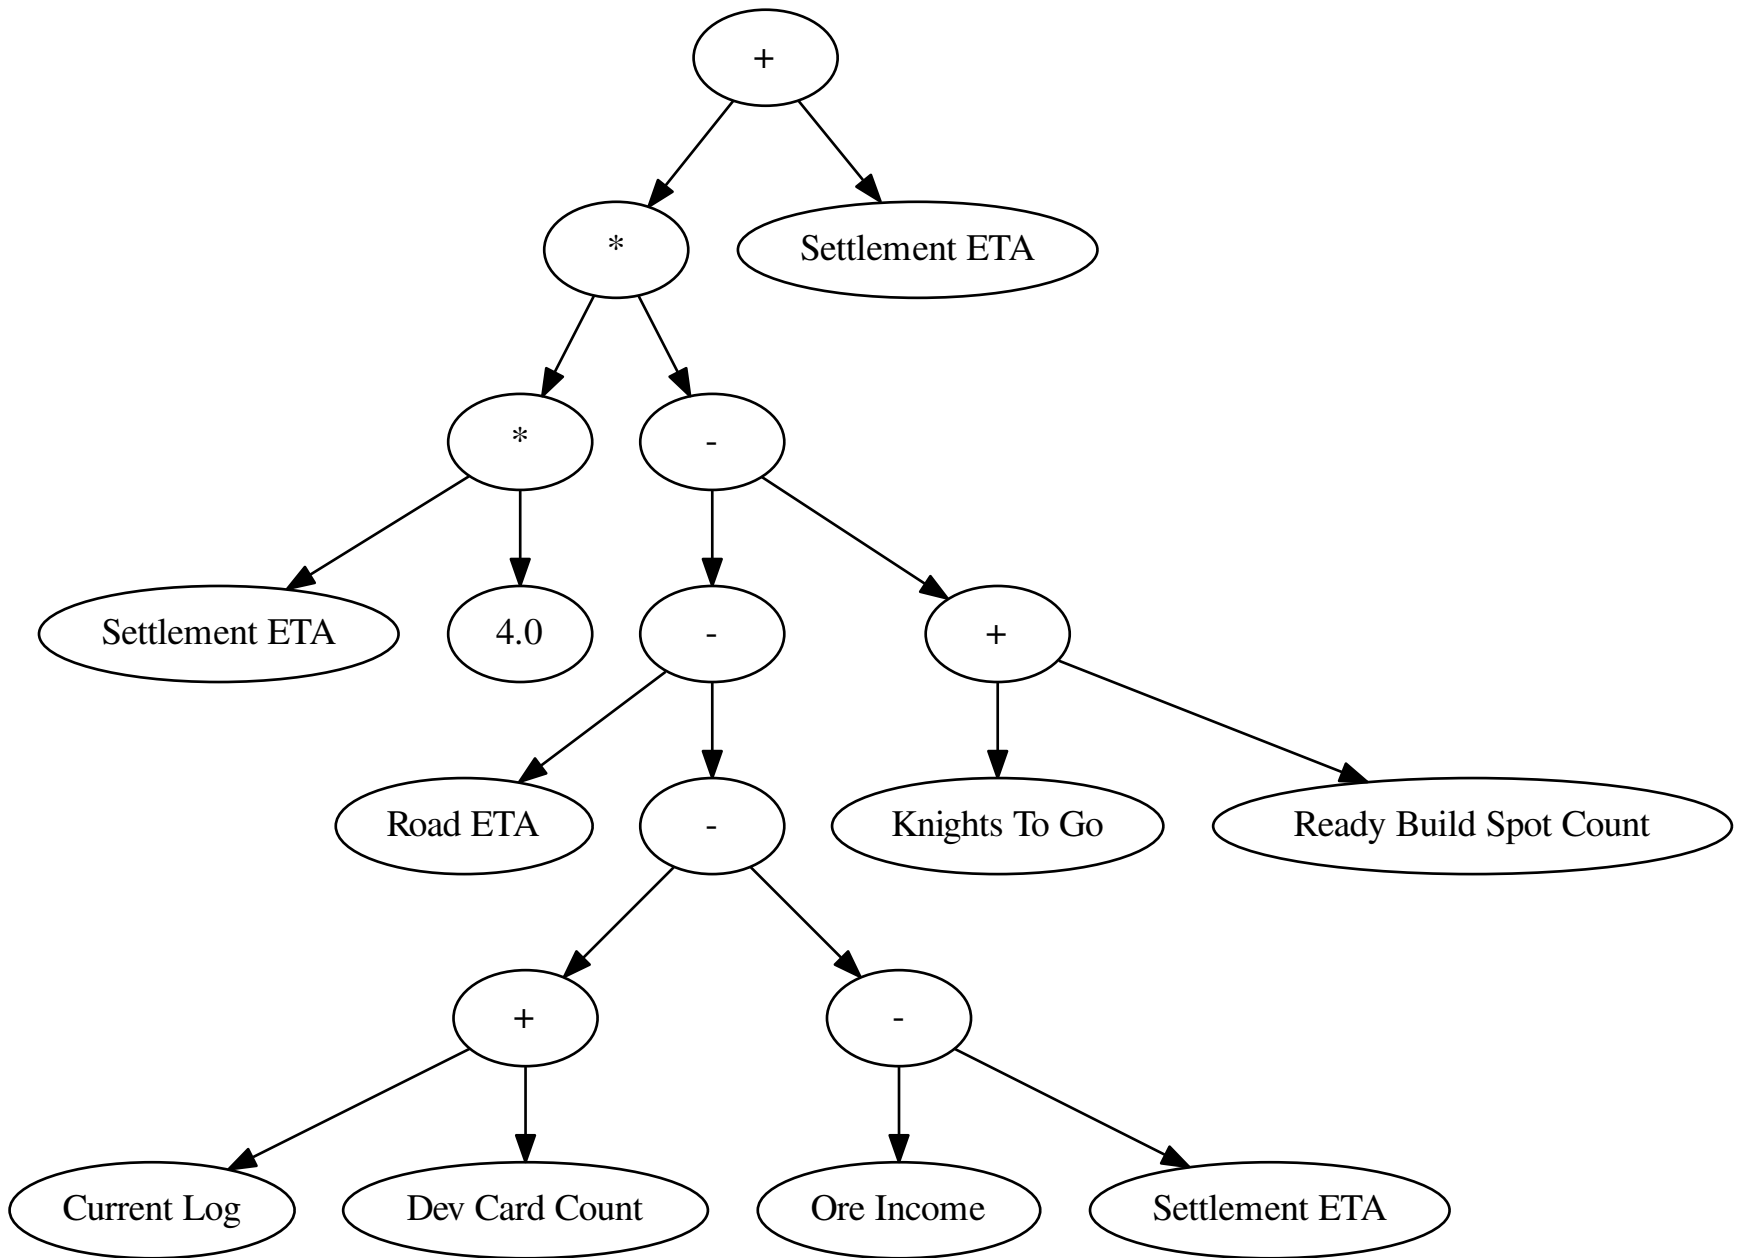 +
*
Settlement ETA
*
-
Settlement ETA
4.0
-
+
Road ETA
-
Knights To Go
Ready Build Spot Count
+
-
Current Log
Dev Card Count
Ore Income
Settlement ETA